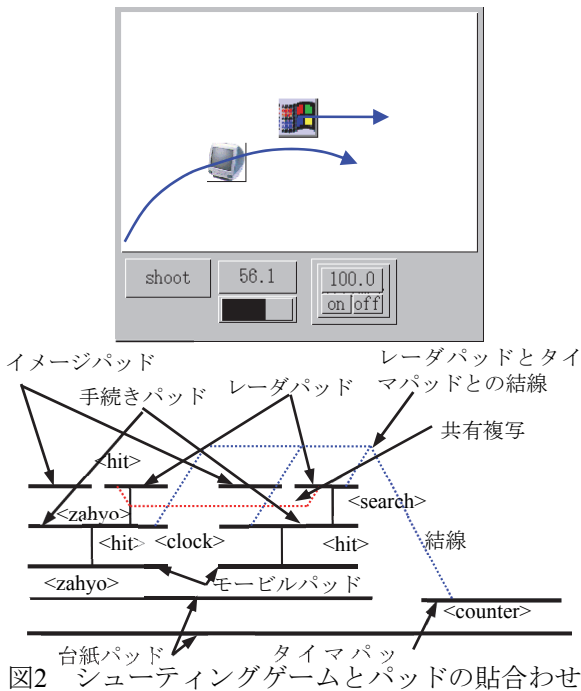 shoot
56.1
100.0
on off
イメージパッド
手続きパッド
レーダパッド
レーダパッドとタイ
マパッドとの結線
共有複写
<hit>
<zahyo>
<search>
<hit>
<clock>
<hit>
結線
<zahyo>
モービルパッド
<counter>
台紙パッド
タイマパッ
図2 シューティングゲームとパッドの貼合わせ